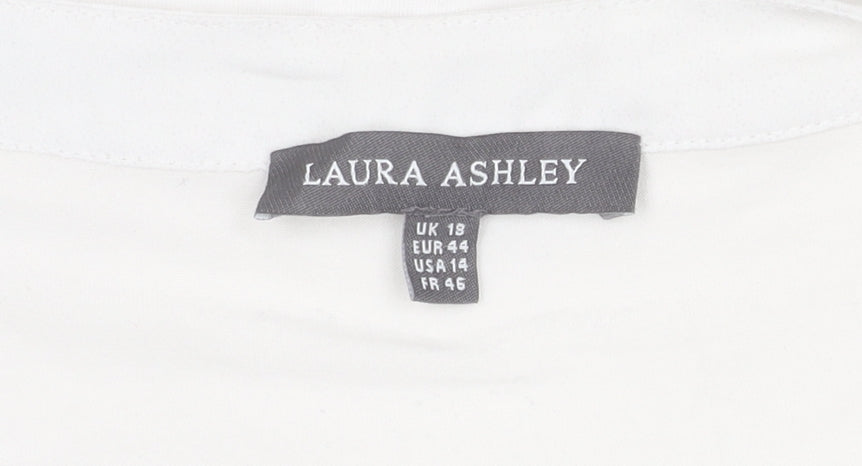 LAURA ASHLEY
UK 18
EUR 44
USA 14
FR 46